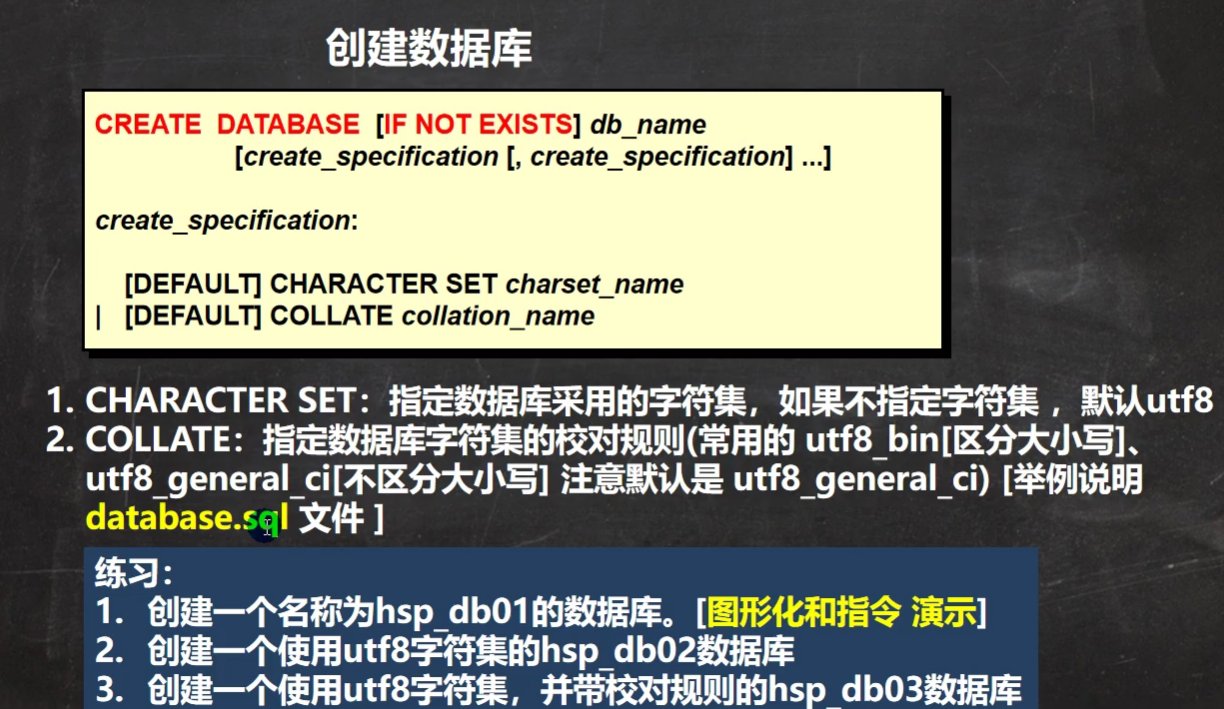 创建数据库
CREATE DATABASE [IF NOT EXISTS] db_name
[create_specification [, create_specification] ...]
create_specification:
[DEFAULT] CHARACTER SET charset_name
| [DEFAULT] COLLATE collation_name
1. CHARACTER SET：指定数据库采用的字符集，如果不指定字符集，默认utf8
2. COLLATE：指定数据库字符集的校对规则(常用的 utf8_bin[区分大小写]、
utf8_general_ci[不区分大小写] 注意默认是 utf8_general_ci) [举例说明
database.sql 文件 ]
练习：
1. 创建一个名称为hsp_db01的数据库。[图形化和指令 演示]
2. 创建一个使用utf8字符集的hsp_db02数据库
3. 创建一个使用utf8字符集，并带校对规则的hsp_db03数据库